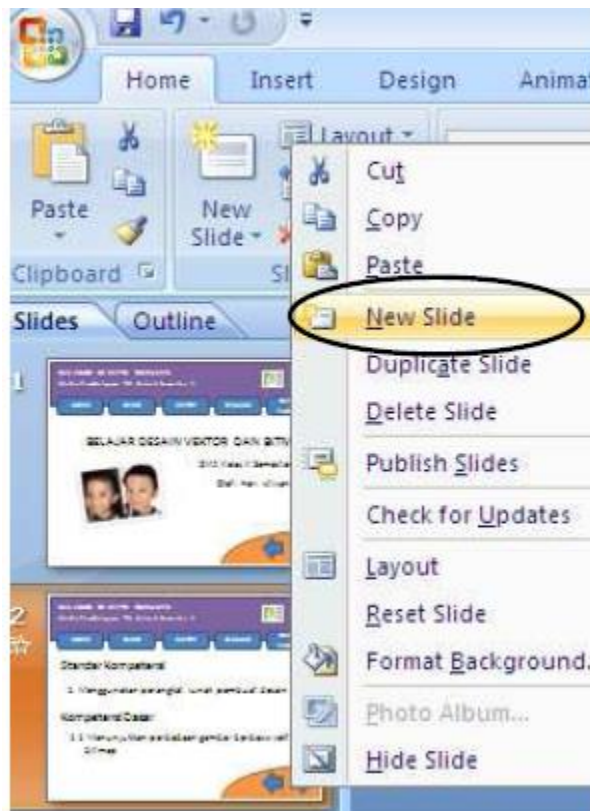 Home Insert Design Animat
Layout
Paste
New
Slide
Clipboard
Slides Outline
Cut
Copy
Paste
New Slide
Duplicate Slide
Delete Slide
Publish Slides
Check for Updates
Layout
Reset Slide
Format Background.
Photo Album...
Hide Slide
1
BELAJAR DESAIN VEKTOR DAN BITM
2
Standar Kompetensi
Kompetensi Dasar